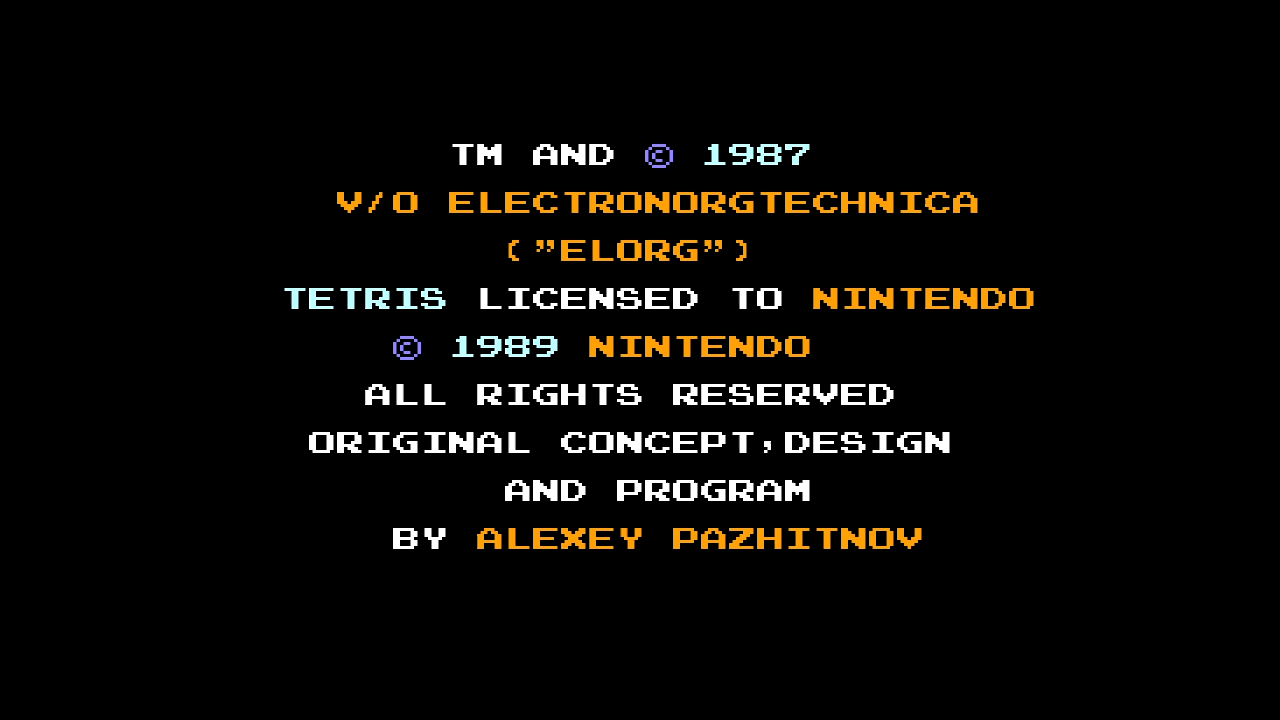 TM AND © 1987
V/O ELECTRONORGTECHNICA
("ELORG")
TETRIS LICENSED TO NINTENDO
© 1989 NINTENDO
ALL RIGHTS RESERVED
ORIGINAL CONCEPT,DESIGN
AND PROGRAM
BY ALEXEY PAZHITNOV